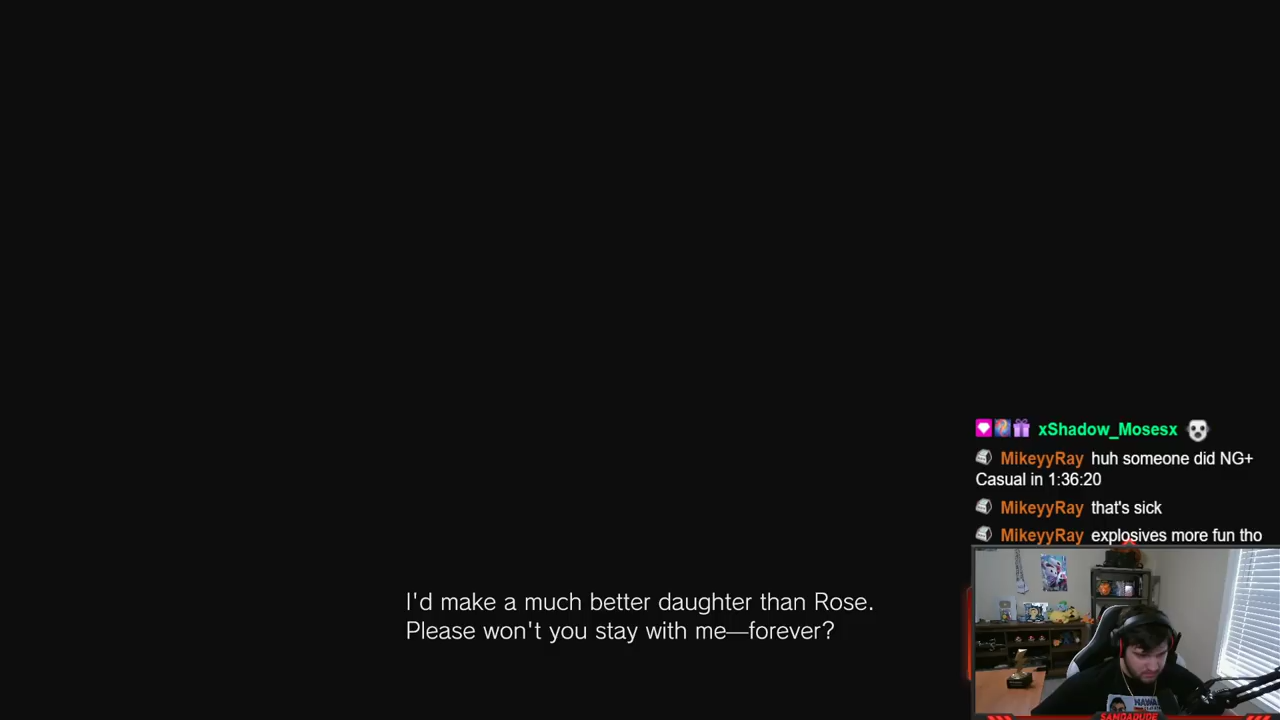 xShadow_Mosesx
MikeyyRay huh someone did NG+
Casual in 1:36:20
MikeyyRay that's sick
MikeyyRay explosives more fun tho
I'd make a much better daughter than Rose.
Please won't you stay with me—forever?
SANGADUDE